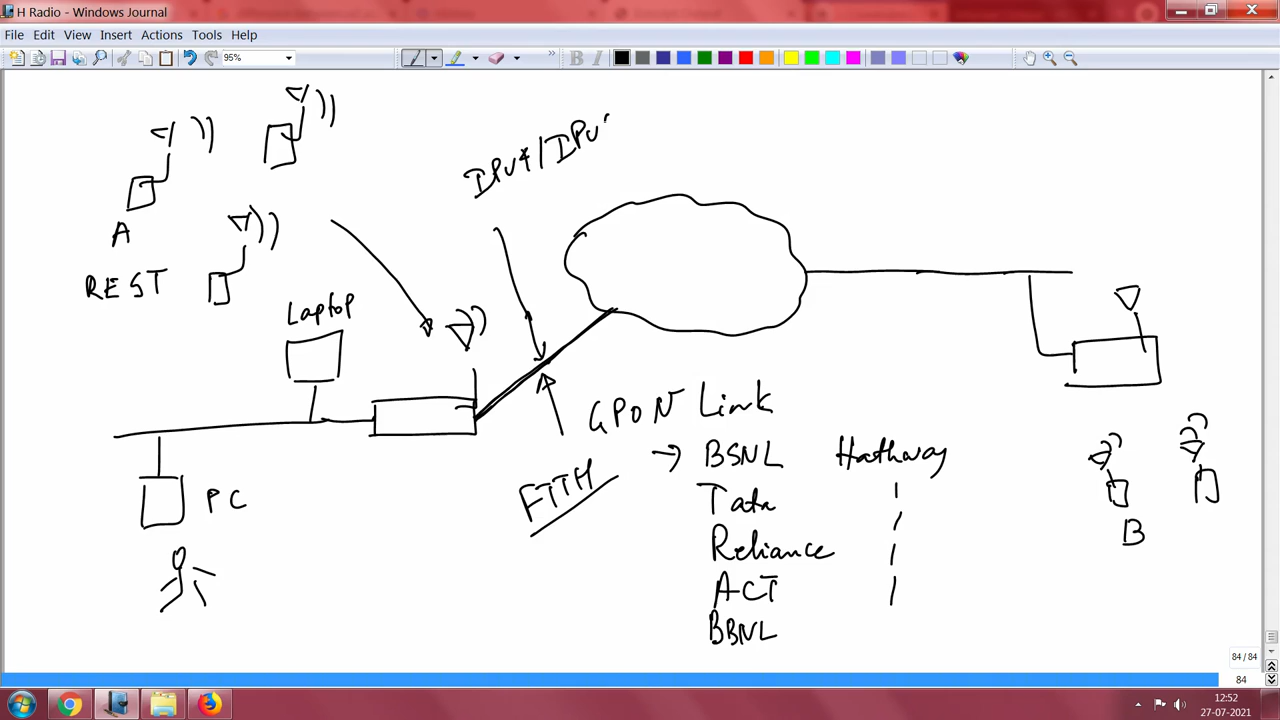 H Radio - Windows Journal
File Edit View Insert Actions Tools Help
95%
IPv4/IPv
A
REST
Laptop
GPON Link
→ BSNL Hathway
FTTH
Tata
PC
Reliance
B
ACT
BBNL
84 / 84
84
12:52
27-07-2021